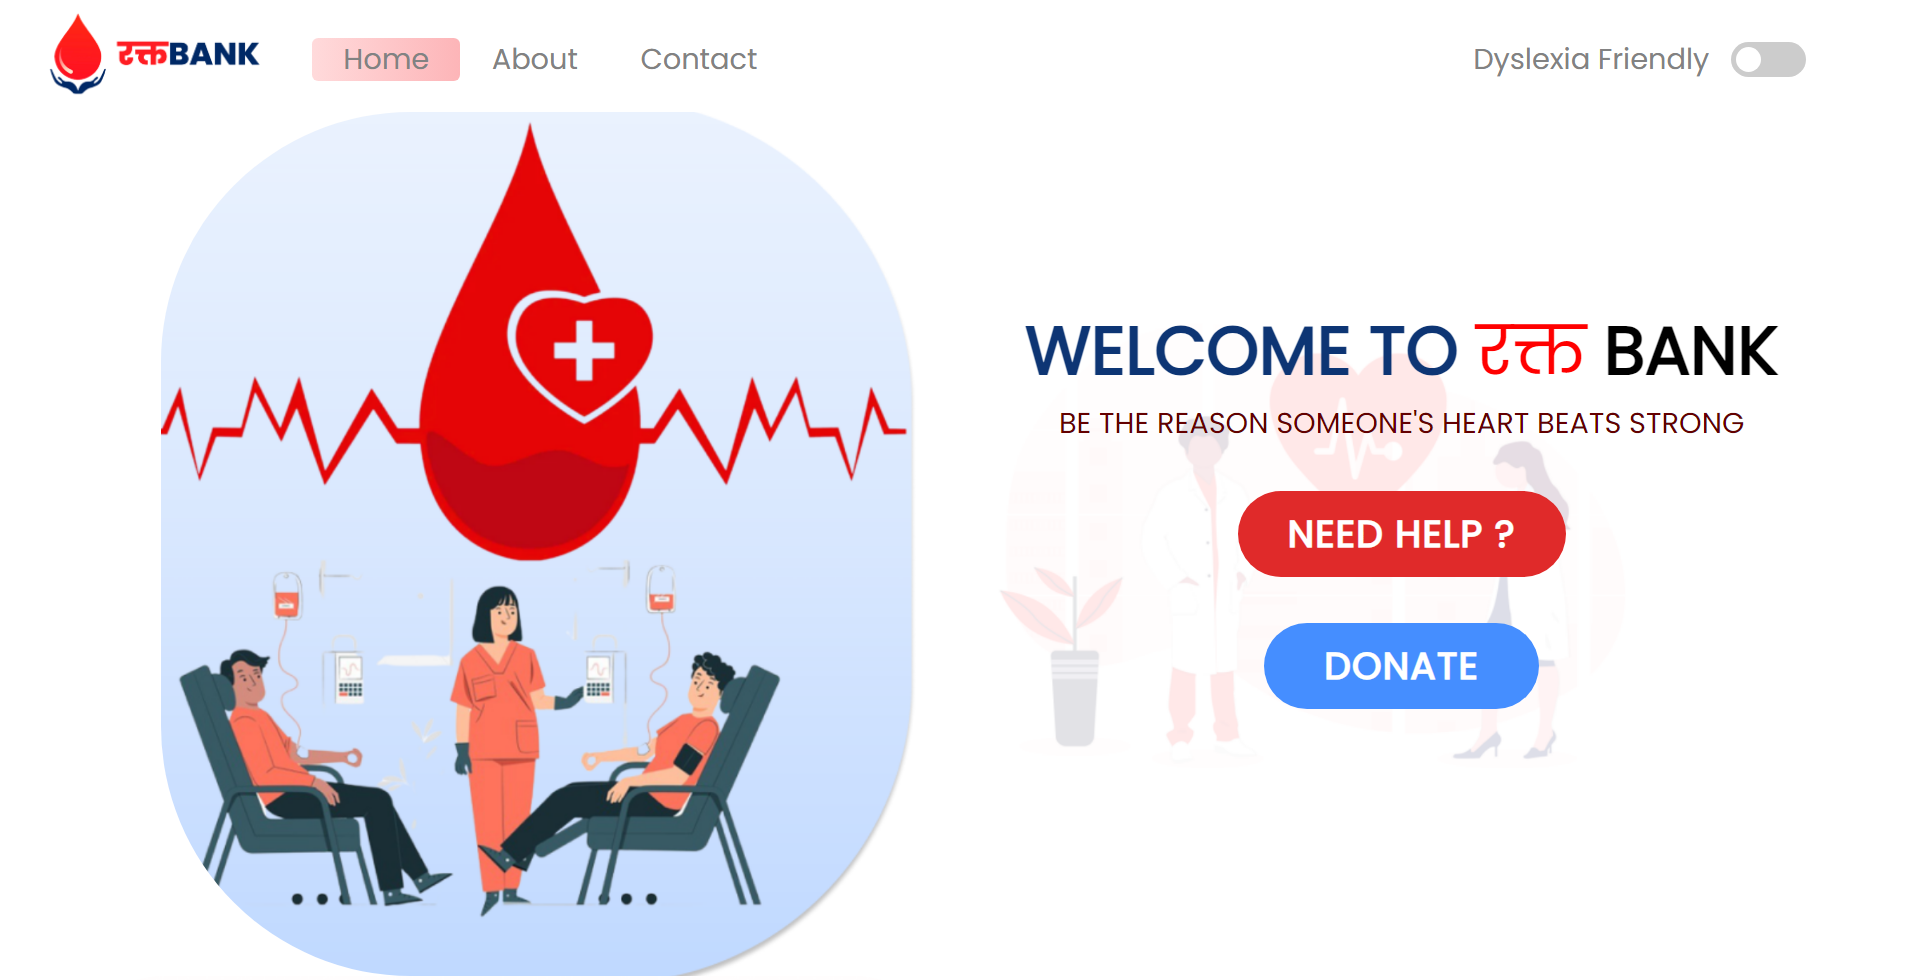 रक्तBANK
Home
About
Contact
Dyslexia Friendly
WELCOME TO रक्त BANK
BE THE REASON SOMEONE'S HEART BEATS STRONG
NEED HELP ?
DONATE